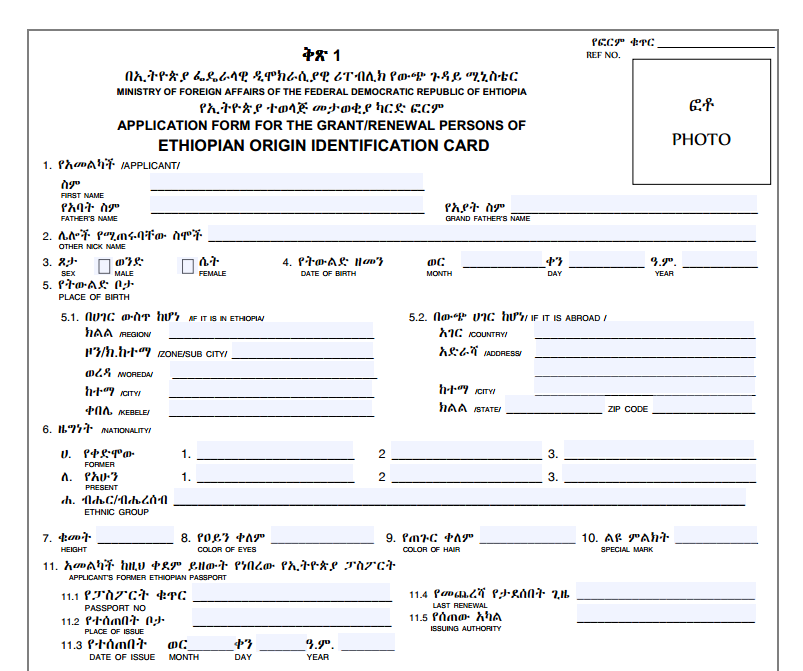 የፎርም ቁጥር
REF NO.
ቅጽ 1
በኢትዮጵያ ፌዴራላዊ ዲሞክራሲያዊ ሪፐብሊክ የውጭ ጉዳይ ሚኒስቴር
MINISTRY OF FOREIGN AFFAIRS OF THE FEDERAL DEMOCRATIC REPUBLIC OF EHTIOPIA
የኢትዮጵያ ተወላጅ መታወቂያ ካርድ ፎርም
APPLICATION FORM FOR THE GRANT/RENEWAL PERSONS OF
ETHIOPIAN ORIGIN IDENTIFICATION CARD
ፎቶ
PHOTO
1. የአመልካች /APPLICANT/
ስም
FIRST NAME
የአባት ስም የአያት ስም
FATHER'S NAME GRAND FATHER'S NAME
2. ሌሎች የሚጠሩባቸው ስሞች
OTHER NICK NAME
3. ጾታ ወንድ ሴት 4. የትውልድ ዘመን ወር ቀን ዓ.ም.
SEX MALE FEMALE DATE OF BIRTH MONTH DAY YEAR
5. የትውልድ ቦታ
PLACE OF BIRTH
5.1. በሀገር ውስጥ ከሆነ /IF IT IS IN ETHIOPIA/ 5.2. በውጭ ሀገር ከሆነ/ IF IT IS ABROAD /
ክልል /REGION/ አገር /COUNTRY/
ዞን/ክ.ከተማ /ZONE/SUB CITY/ አድራሻ /ADDRESS/
ወረዳ /WOREDA/
ከተማ /CITY/ ከተማ /CITY/
ቀበሌ /KEBELE/ ክልል /STATE/ ZIP CODE
6. ዜግነት /NATIONALITY/
ሀ. የቀድሞው 1. 2 3.
FORMER
ለ. የአሁን 1. 2 3.
PRESENT
ሐ. ብሔር/ብሔረሰብ
ETHNIC GROUP
7. ቁመት 8. የዐይን ቀለም 9. የጠጉር ቀለም 10. ልዩ ምልክት
HEIGHT COLOR OF EYES COLOR OF HAIR SPECIAL MARK
11. አመልካች ከዚህ ቀደም ይዘውት የነበረው የኢትዮጵያ ፓስፖርት
APPLICANT'S FORMER ETHIOPIAN PASSPORT
11.1 የፓስፖርት ቁጥር 11.4 የመጨረሻ የታደሰበት ጊዜ
PASSPORT NO LAST RENEWAL
11.2 የተሰጠበት ቦታ 11.5 የሰጠው አካል
PLACE OF ISSUE ISSUING AUTHORITY
11.3 የተሰጠበት ወር ቀን ዓ.ም.
DATE OF ISSUE MONTH DAY YEAR